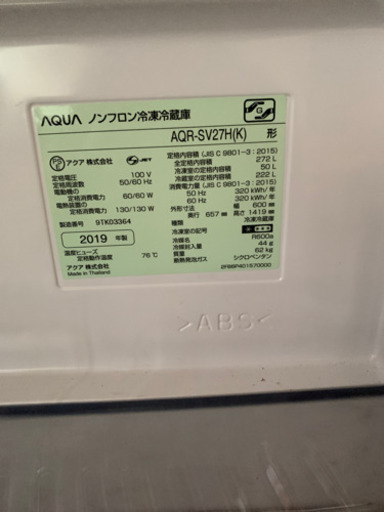 AQUA ノンフロン冷凍冷蔵庫
AQR-SV27H(K) 形
アクア 株式会社
JET
定格電圧 100 V
定格周波数 50/60 Hz
電動機の
定格消費電力 60/60 W
電熱装置の
定格消費電力 130/130 W
製造番号 9TK03364
2019 年製
温度ヒューズ
定格動作温度 76℃
アクア 株式会社
Made in Thailand
定格内容積 (JIS C 9801-3 : 2015)
全定格内容積 272 L
冷凍室の定格内容積 50 L
冷蔵室の定格内容積 222 L
消費電力量 (JIS C 9801-3 : 2015)
50 Hz 320 kWh/年
60 Hz 320 kWh/年
外形寸法 幅 600 mm
奥行 657 mm 高さ 1419 mm
種類 冷凍冷蔵庫
冷凍室の記号
冷媒名 R600a
冷媒封入量 44 g
質量 62 kg
断熱発泡ガス シクロペンタン
>ABS<